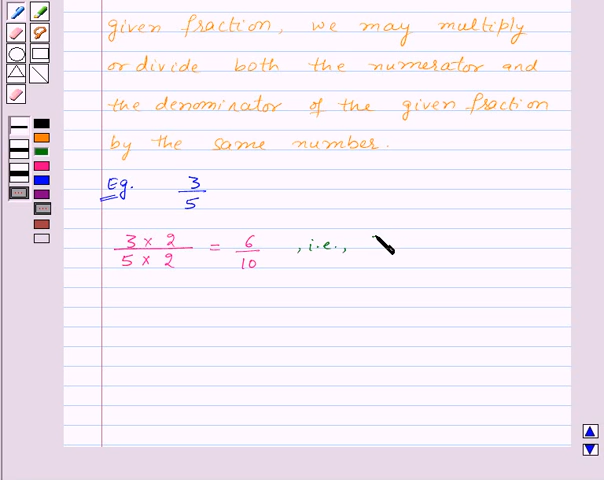 given fraction, we may multiply
or divide both the numerator and
the denominator of the given fraction
by the same number.
Eg. 3/5
3 × 2 / 5 × 2 = 6/10 , i.e.,